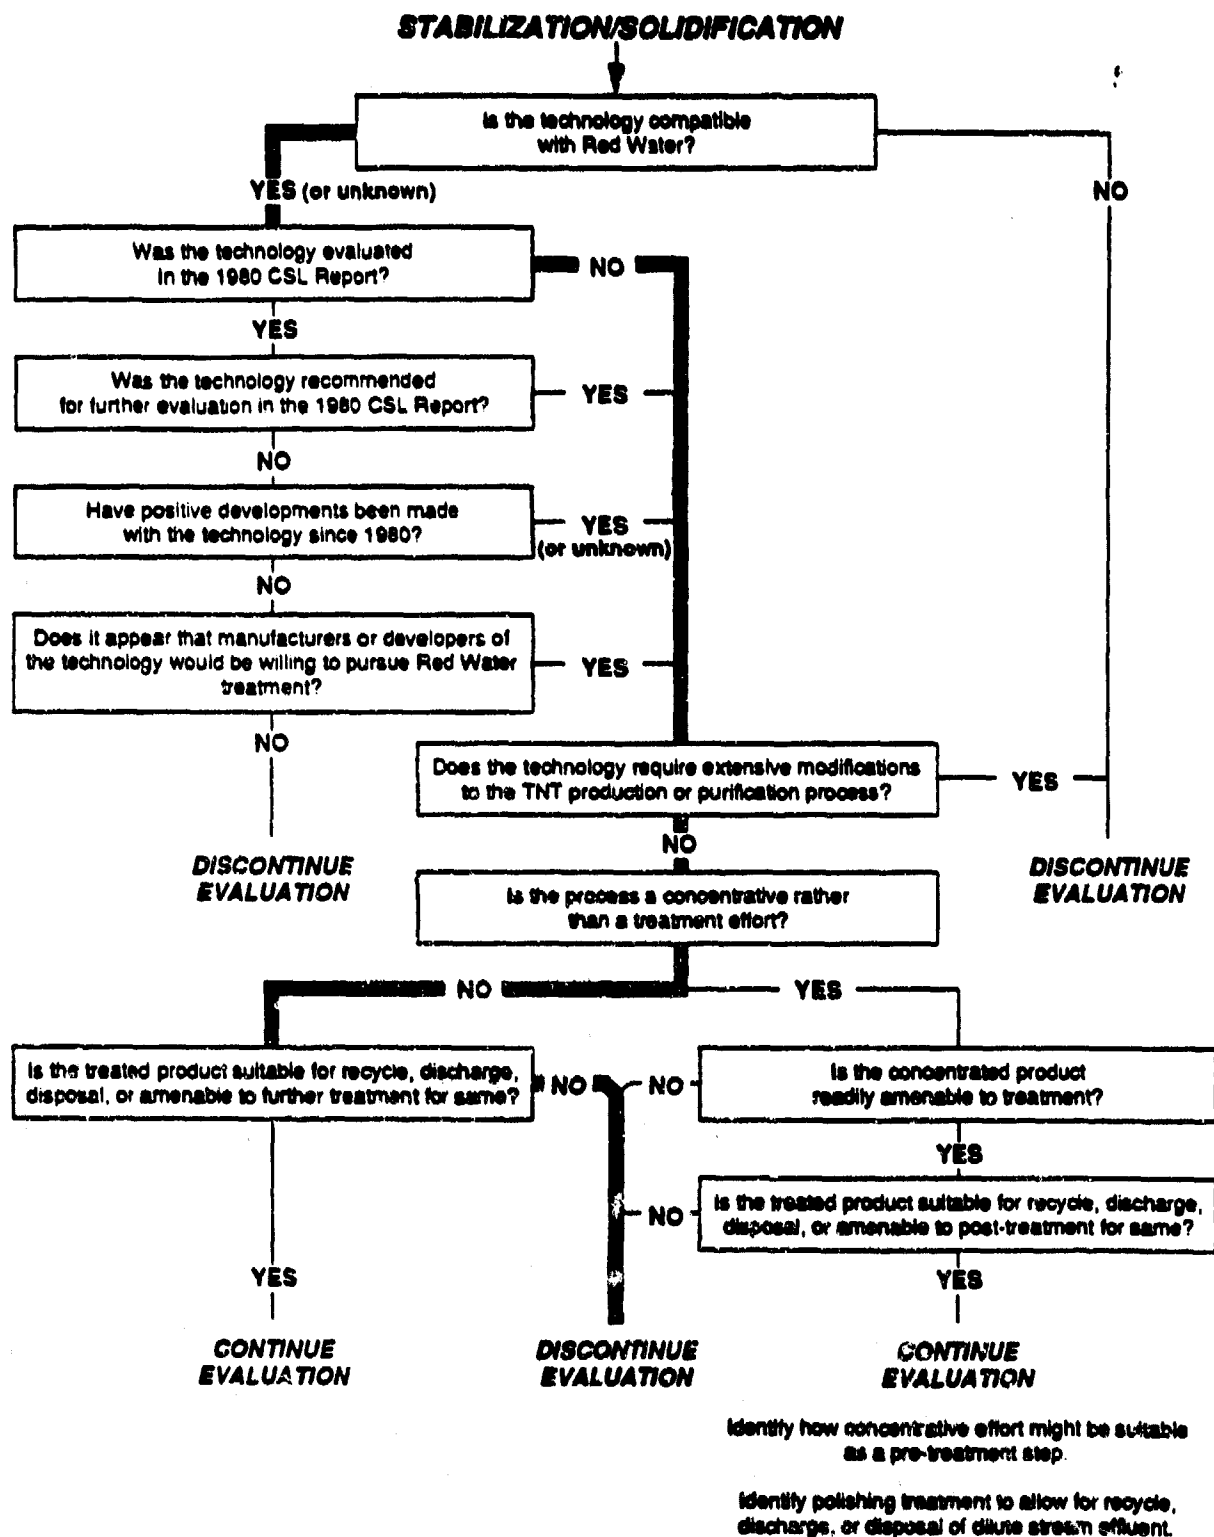 STABILIZATION/SOLIDIFICATION
Is the technology compatible
with Red Water?
YES (or unknown)
NO
Was the technology evaluated
in the 1980 CSL Report?
NO
YES
Was the technology recommended
for further evaluation in the 1980 CSL Report?
YES
NO
Have positive developments been made
with the technology since 1980?
YES
(or unknown)
NO
Does it appear that manufacturers or developers of
the technology would be willing to pursue Red Water
treatment?
YES
NO
Does the technology require extensive modifications
to the TNT production or purification process?
YES
NO
DISCONTINUE
EVALUATION
DISCONTINUE
EVALUATION
Is the process a concentrative rather
than a treatment effort?
NO
YES
Is the treated product suitable for recycle, discharge,
disposal, or amenable to further treatment for same?
NO
NO
Is the concentrated product
readily amenable to treatment?
YES
NO
Is the treated product suitable for recycle, discharge,
disposal, or amenable to post-treatment for same?
YES
YES
CONTINUE
EVALUATION
DISCONTINUE
EVALUATION
CONTINUE
EVALUATION
Identify how concentrative effort might be suitable
as a pre-treatment step.
Identify polishing treatment to allow for recycle,
discharge, or disposal of dilute stream effluent.